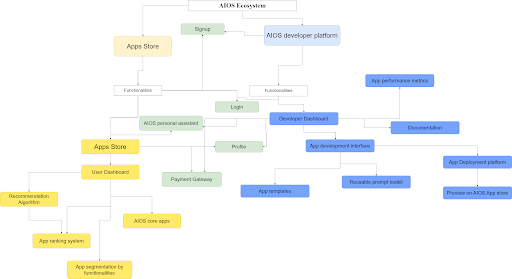 AIOS Ecosystem
Signup
AIOS developer platform
Apps Store
App performance metrics
Functionalities
Functionalities
Login
AIOS personal assistant
Developer Dashboard
Documentation
Apps Store
Profile
App development interface
User Dashboard
App Deployment platform
Payment Gateway
App templates
Reusable prompt toolkit
Preview on AIOS App store
Recommendation
Algorithm
AIOS core apps
App ranking system
App segmentation by
functionalities